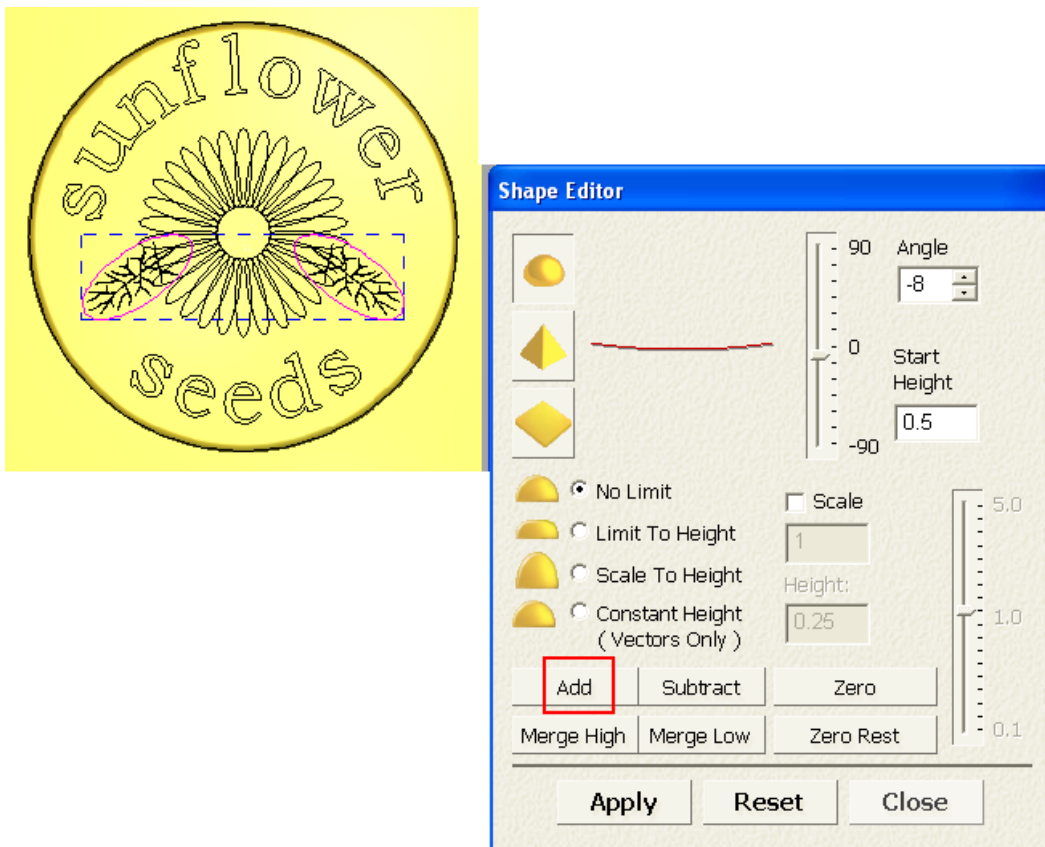 sunflower
seeds
Shape Editor
90
Angle
-8
0
Start
Height
0.5
-90
No Limit
Scale
5.0
Limit To Height
1
Scale To Height
Height:
Constant Height
0.25
1.0
( Vectors Only )
Add
Subtract
Zero
Merge High
Merge Low
Zero Rest
0.1
Apply
Reset
Close